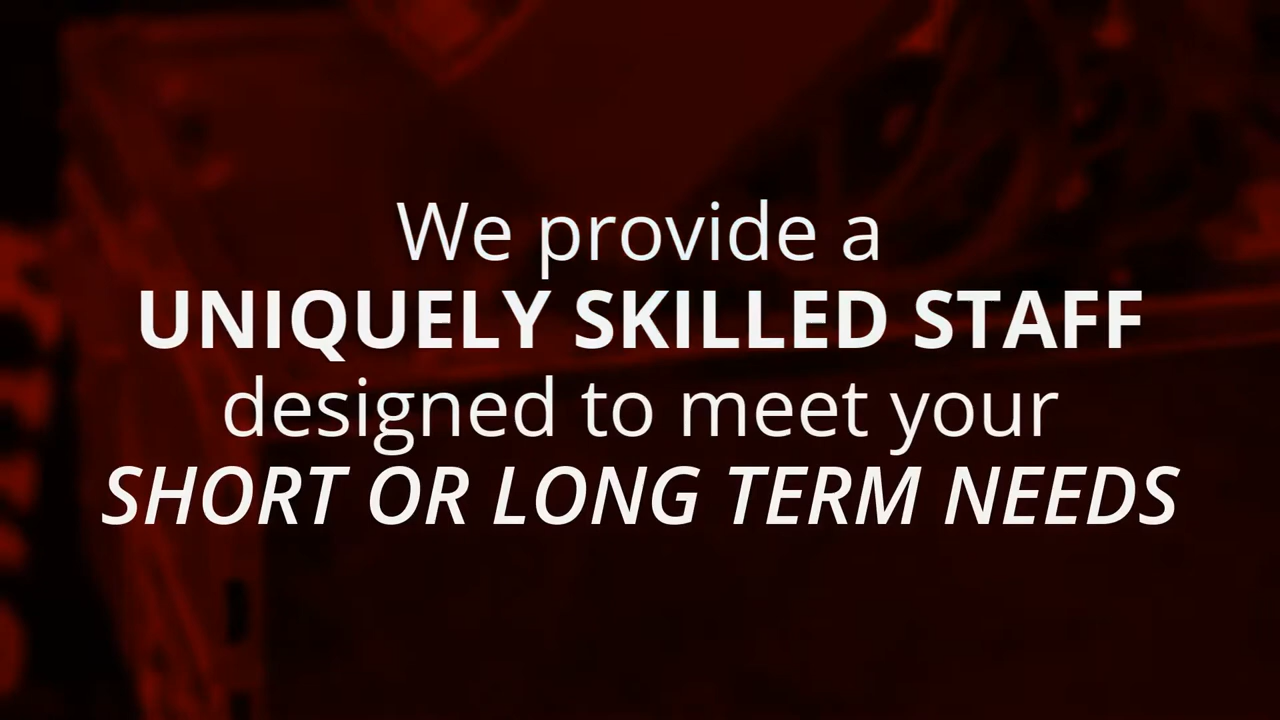 We provide a
UNIQUELY SKILLED STAFF
designed to meet your
SHORT OR LONG TERM NEEDS